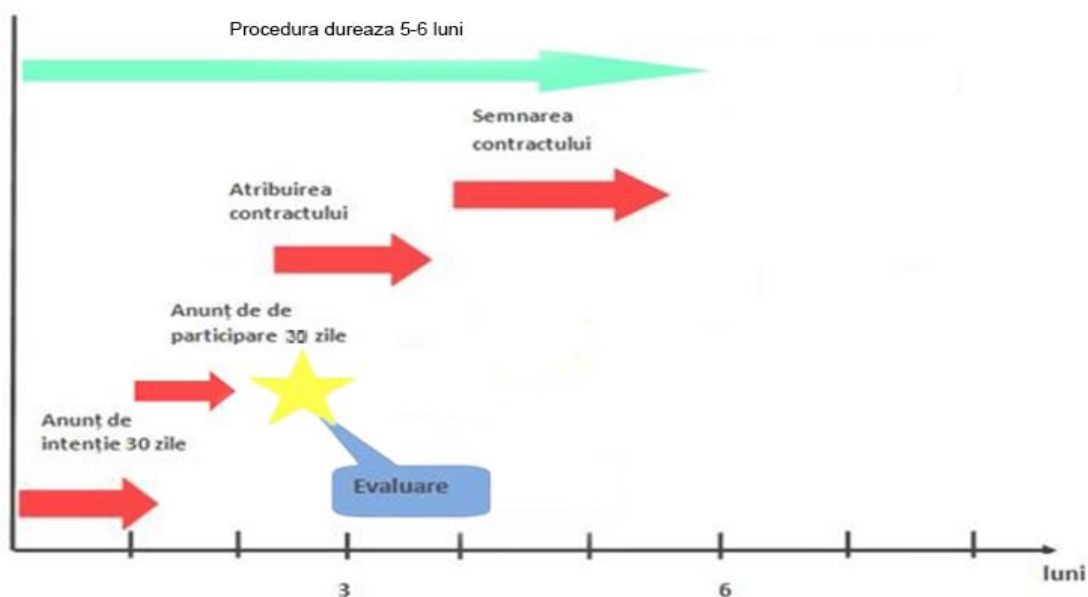 Procedura dureaza 5-6 luni
Semnarea
contractului
Atribuirea
contractului
Anunț de de
participare 30 zile
Anunț de
intenție 30 zile
Evaluare
3
6
luni